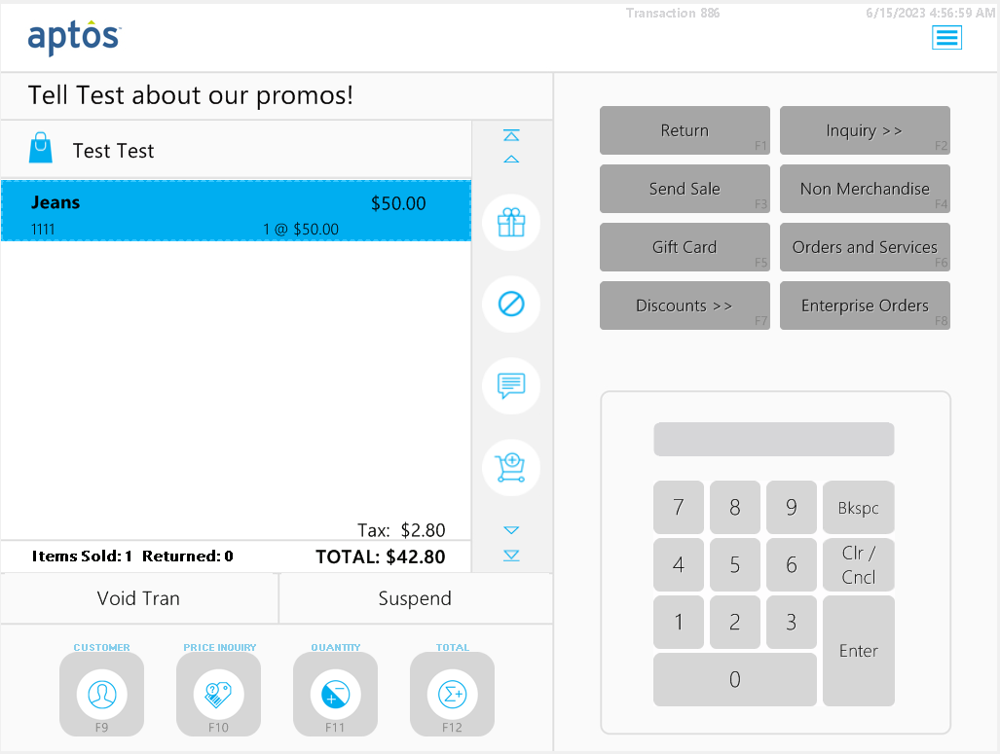 Transaction 886
6/15/2023 4:56:59 AM
aptos
Tell Test about our promos!
Test Test
Jeans $50.00
1111 1 @ $50.00
Tax: $2.80
Items Sold: 1 Returned: 0 TOTAL: $42.80
Void Tran Suspend
CUSTOMER PRICE INQUIRY QUANTITY TOTAL
F9 F10 F11 F12
Return F1 Inquiry >> F2
Send Sale F3 Non Merchandise F4
Gift Card F5 Orders and Services F6
Discounts >> F7 Enterprise Orders F8
7 8 9 Bkspc
4 5 6 Clr / Cncl
1 2 3 Enter
0